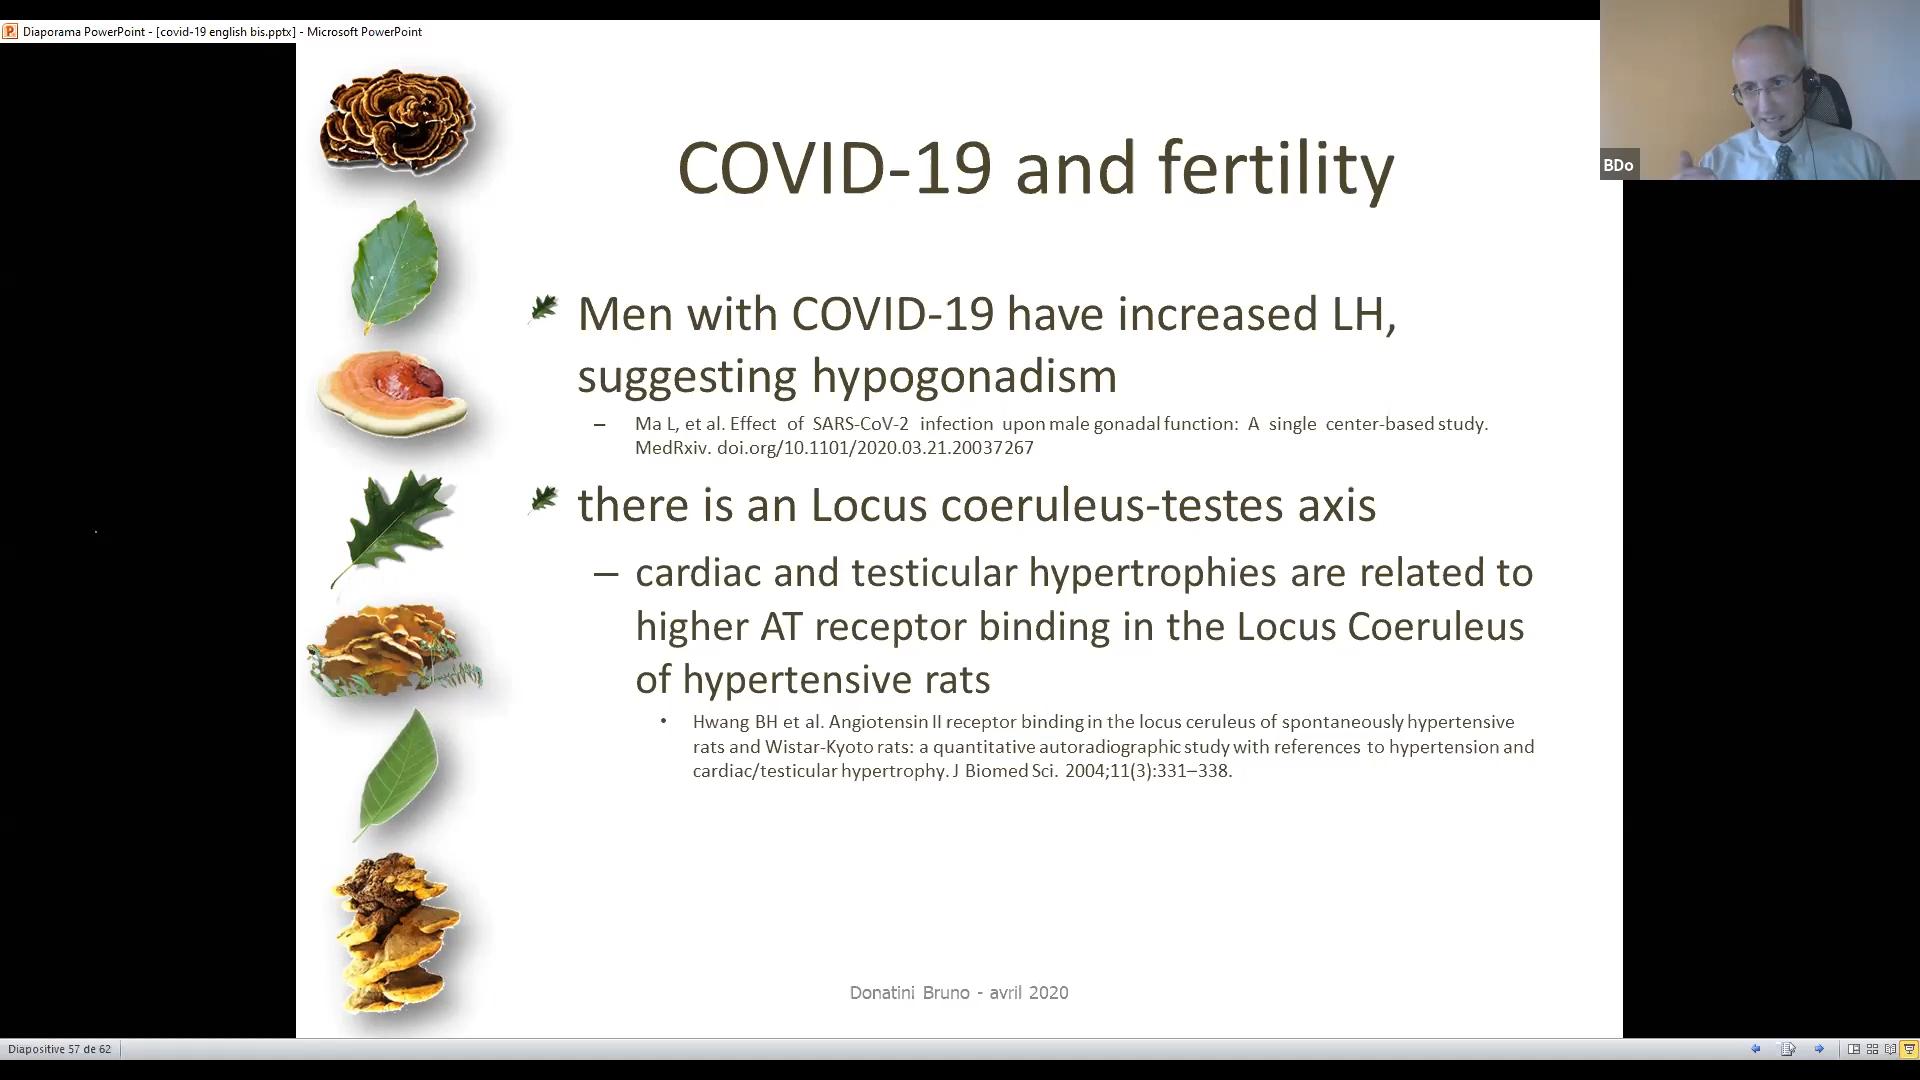 Diaporama PowerPoint - [covid-19 english bis.pptx] - Microsoft PowerPoint
BDo
COVID-19 and fertility
Men with COVID-19 have increased LH,
suggesting hypogonadism
– Ma L, et al. Effect of SARS-CoV-2 infection upon male gonadal function: A single center-based study.
MedRxiv. doi.org/10.1101/2020.03.21.20037267
there is an Locus coeruleus-testes axis
– cardiac and testicular hypertrophies are related to
higher AT receptor binding in the Locus Coeruleus
of hypertensive rats
• Hwang BH et al. Angiotensin II receptor binding in the locus ceruleus of spontaneously hypertensive
rats and Wistar-Kyoto rats: a quantitative autoradiographic study with references to hypertension and
cardiac/testicular hypertrophy. J Biomed Sci. 2004;11(3):331–338.
Donatini Bruno - avril 2020
Diapositive 57 de 62